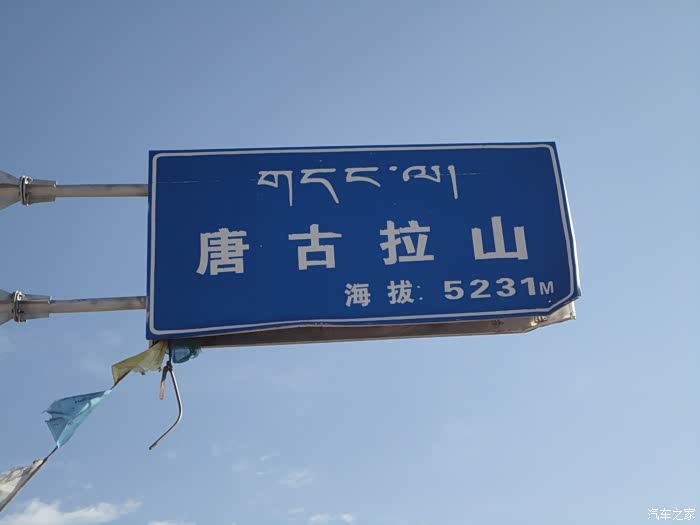 གདང་ལ།
唐古拉山
海拔: 5231M
汽车之家